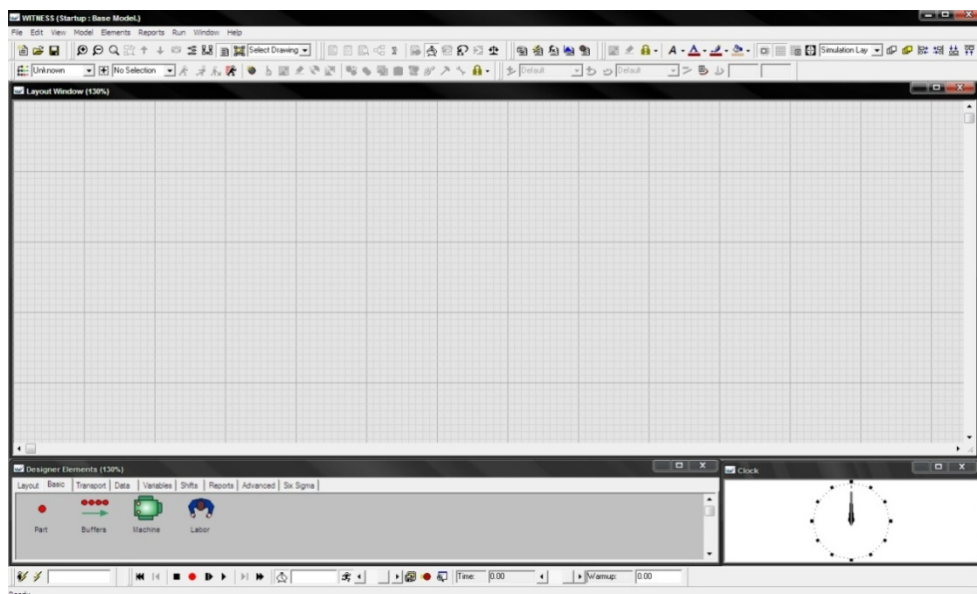 WITNESS (Startup : Base Model.)
File Edit View Model Elements Reports Run Window Help
Select Drawing Simulation Lay
Unknown No Selection Default Default
Layout Window (130%)
Designer Elements (130%) Clock
Layout Basic Transport Data Variables Shifts Reports Advanced Six Sigma
Part Buffers Machine Labor
Time: 0.00 Warmup: 0.00
Ready